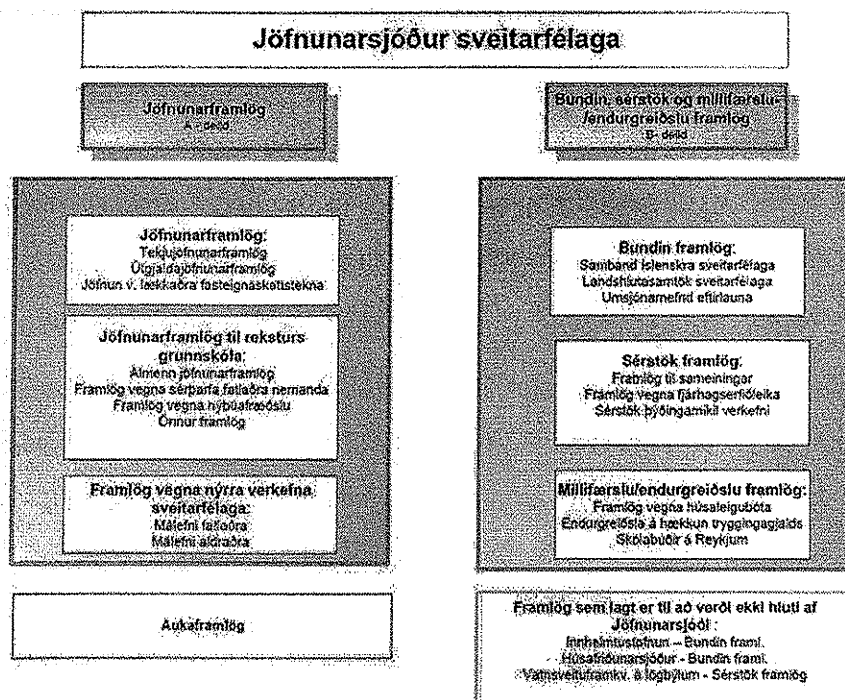 Jöfnunarsjóður sveitarfélaga
Jöfnunarframlög
A - deild
Bundin, sérstök og millifærslu-
/endurgreiðslu framlög
B- deild
Jöfnunarframlög:
Tekjujöfnunarframlög
Útgjaldajöfnunarframlög
Jöfnun v. lækkaðra fasteignaskattstekna
Jöfnunarframlög til reksturs
grunnskóla:
Almenn jöfnunarframlög
Framlög vegna sérþarfa fatlaðra nemanda
Framlög vegna nýbúafræðslu
Önnur framlög
Framlög vegna nýrra verkefna
sveitarfélaga:
Málefni fatlaðra
Málefni aldraðra
Aukaframlög
Bundin framlög:
Samband íslenskra sveitarfélaga
Landshlutasamtök sveitarfélaga
Umsjónarnefnd eftirlauna
Sérstök framlög:
Framlög til sameiningar
Framlög vegna fjárhagserfiðleika
Sérstök þýðingamikil verkefni
Millifærslu/endurgreiðslu framlög:
Framlög vegna húsaleigubóta
Endurgreiðsla á hækkun tryggingagjalds
Skólabúðir á Reykjum
Framlög sem lagt er til að verði ekki hluti af
Jöfnunarsjóði :
Innheimtustofnun – Bundin framl.
Húsafriðunarsjóður - Bundin framl.
Vatnsveituframkv. á lögbýlum - Sérstök framlög